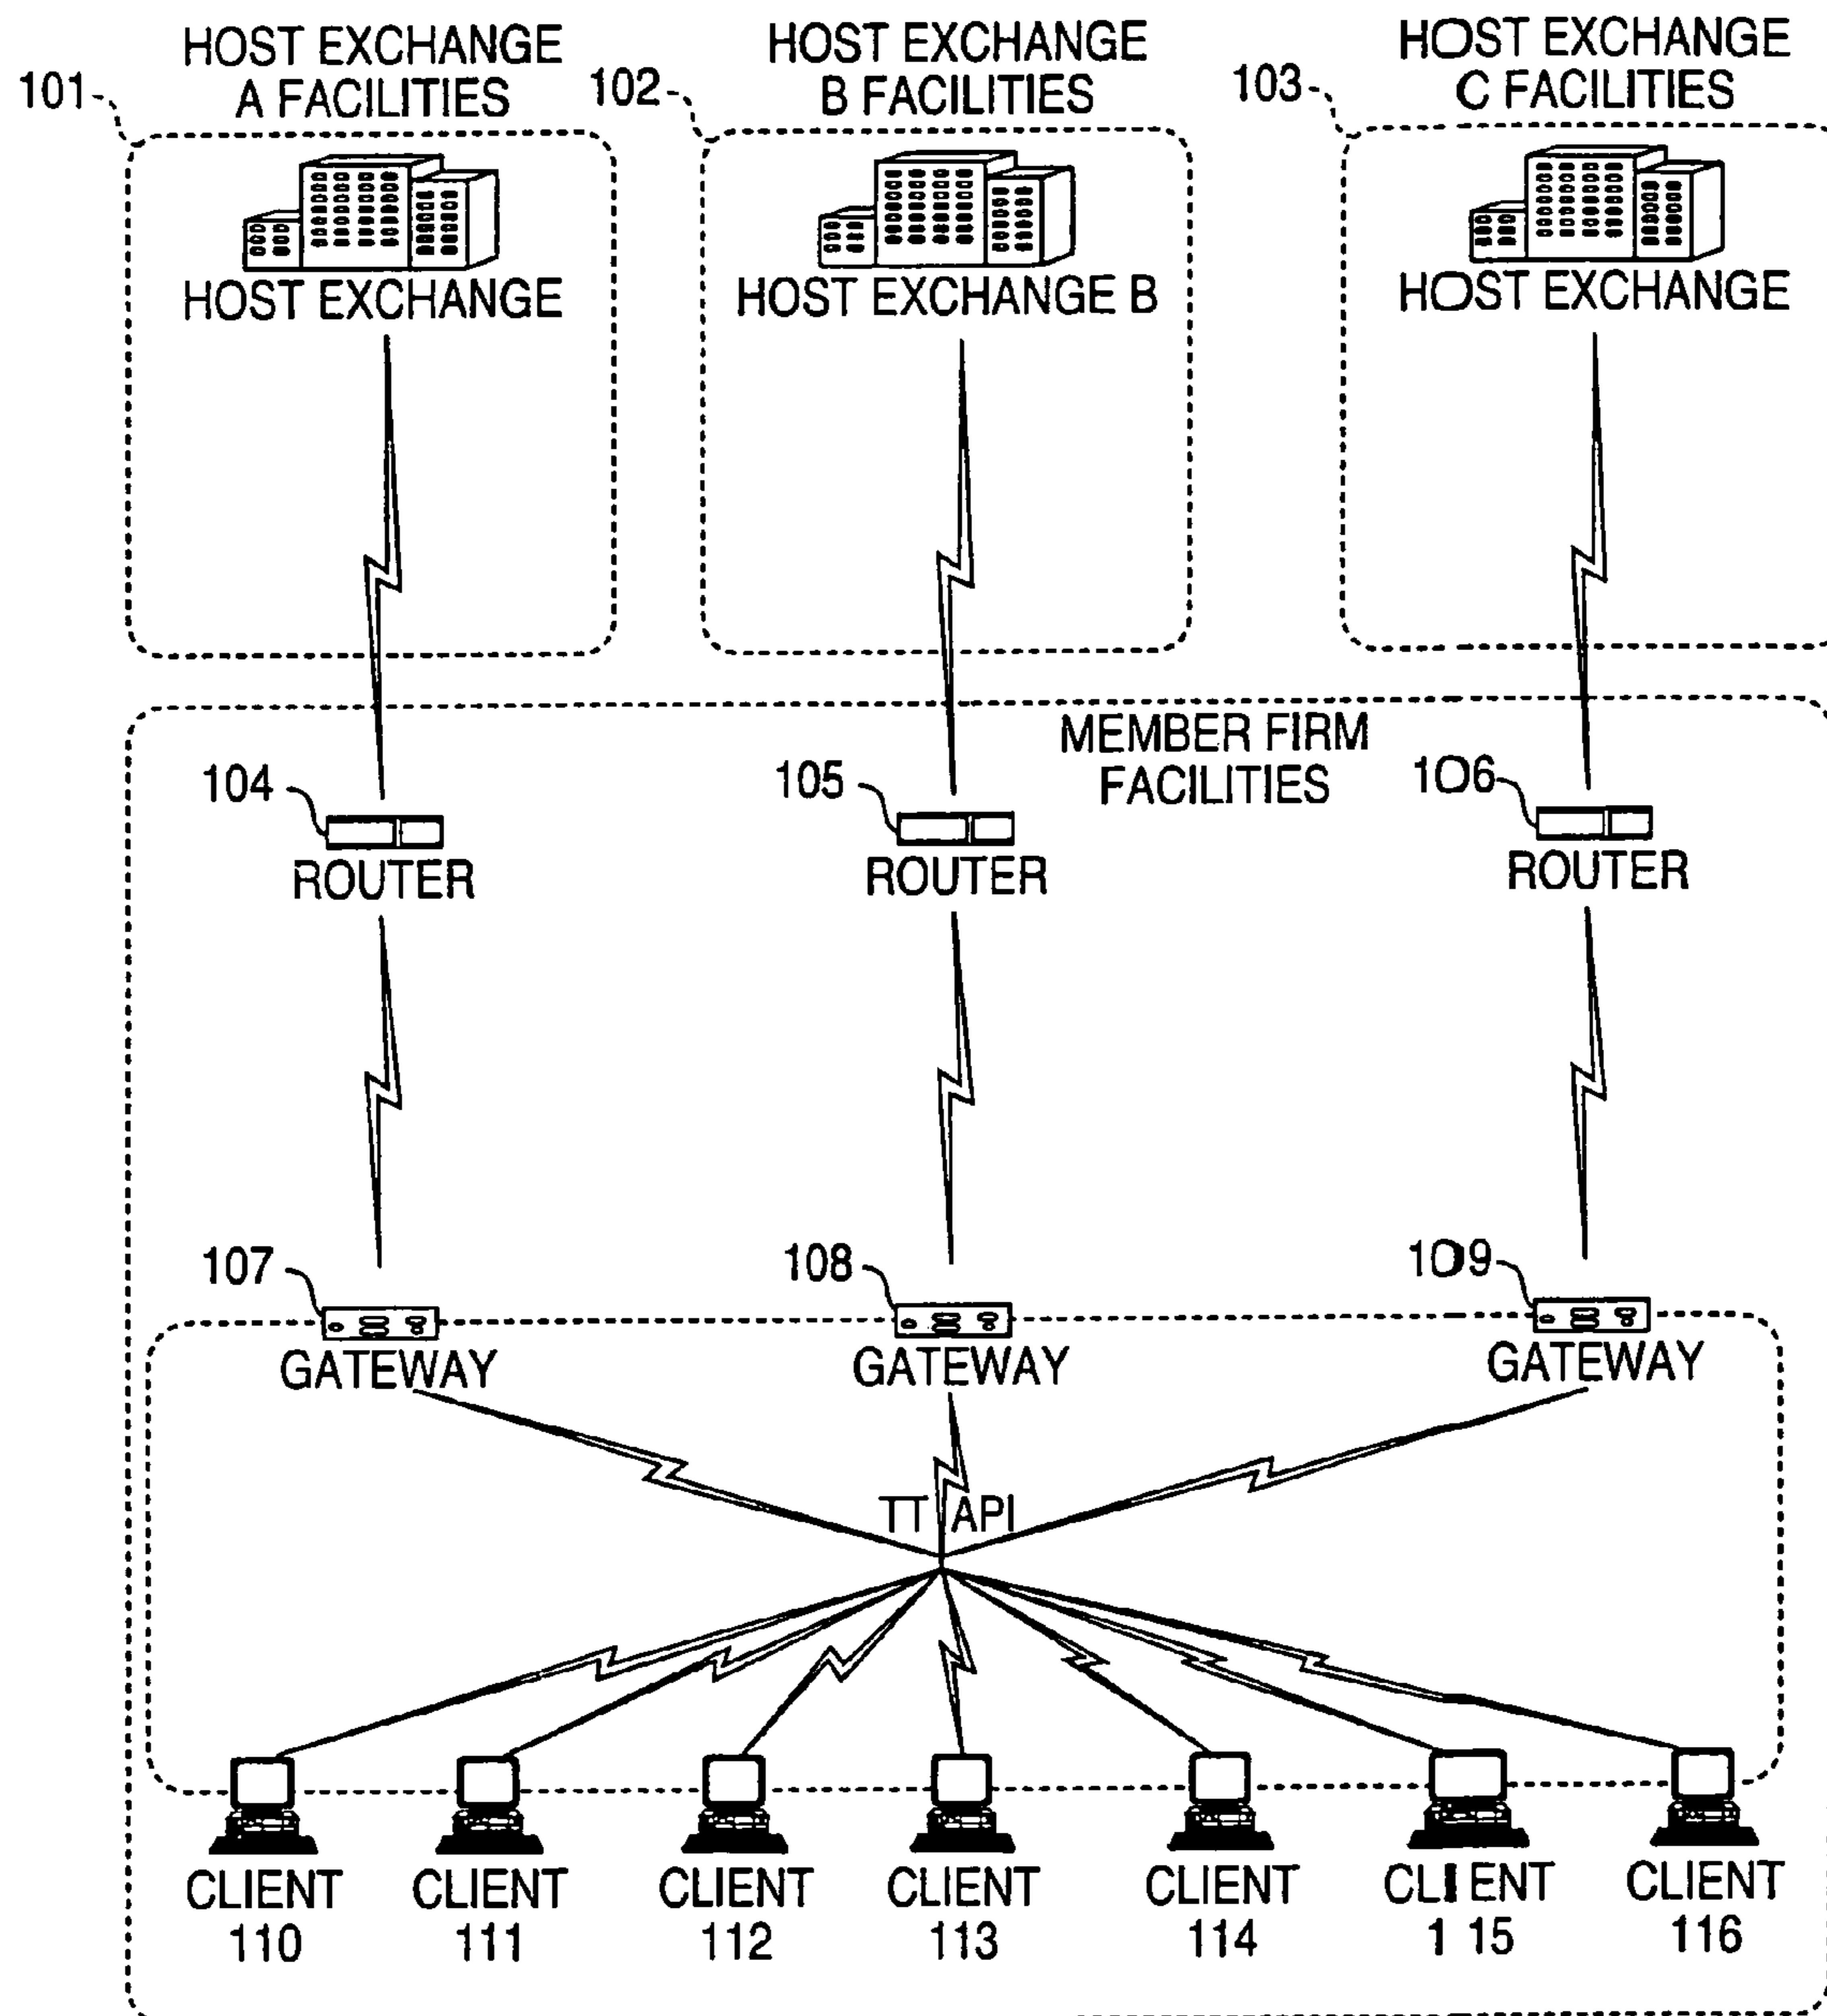 HOST EXCHANGE
A FACILITIES
HOST EXCHANGE
B FACILITIES
HOST EXCHANGE
C FACILITIES
101
102
103
HOST EXCHANGE
HOST EXCHANGE B
HOST EXCHANGE
MEMBER FIRM
FACILITIES
104
105
106
ROUTER
ROUTER
ROUTER
107
108
109
GATEWAY
GATEWAY
GATEWAY
TT API
CLIENT
110
CLIENT
111
CLIENT
112
CLIENT
113
CLIENT
114
CLIENT
115
CLIENT
116